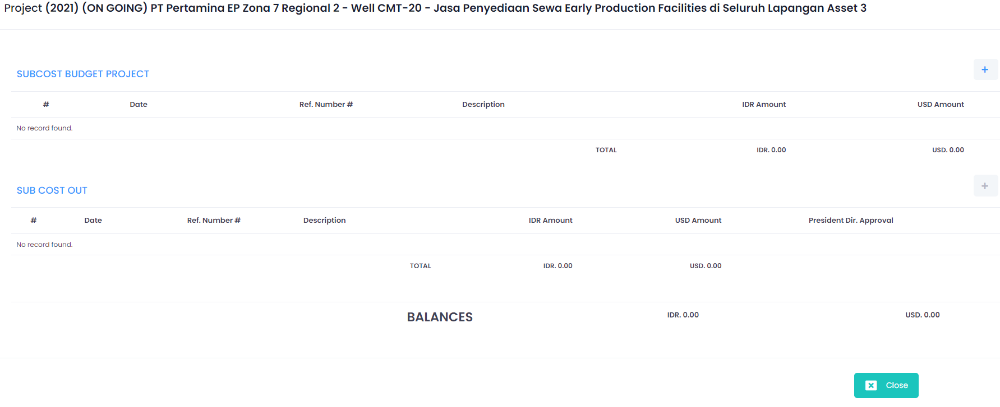 Project (2021) (ON GOING) PT Pertamina EP Zona 7 Regional 2 - Well CMT-20 - Jasa Penyediaan Sewa Early Production Facilities di Seluruh Lapangan Asset 3
SUBCOST BUDGET PROJECT
+
# Date Ref. Number # Description IDR Amount USD Amount
No record found.
TOTAL IDR. 0.00 USD. 0.00
SUB COST OUT
+
# Date Ref. Number # Description IDR Amount USD Amount President Dir. Approval
No record found.
TOTAL IDR. 0.00 USD. 0.00
BALANCES IDR. 0.00 USD. 0.00
Close